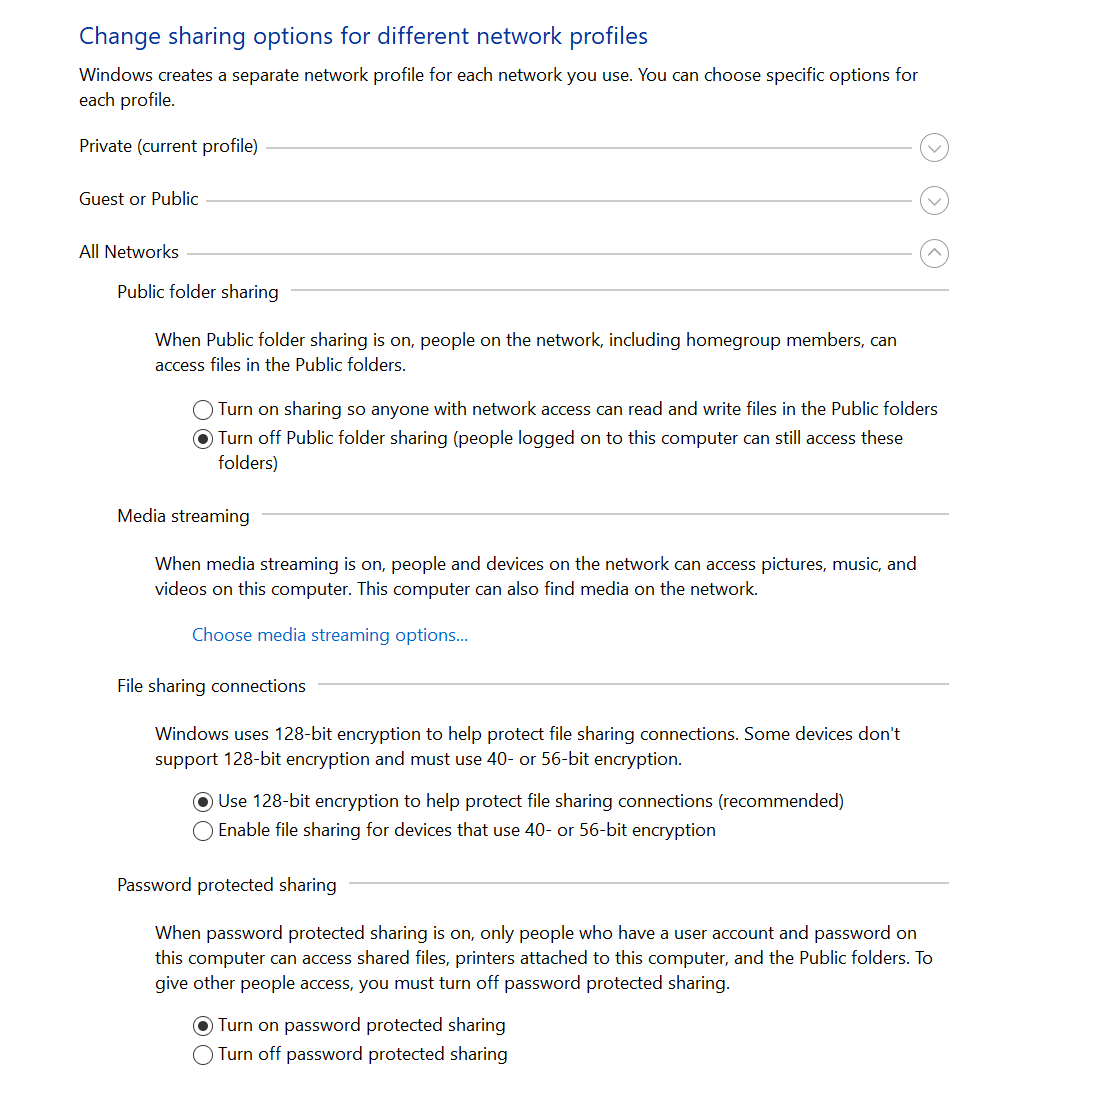 Change sharing options for different network profiles
Windows creates a separate network profile for each network you use. You can choose specific options for
each profile.
Private (current profile)
Guest or Public
All Networks
Public folder sharing
When Public folder sharing is on, people on the network, including homegroup members, can
access files in the Public folders.
Turn on sharing so anyone with network access can read and write files in the Public folders
Turn off Public folder sharing (people logged on to this computer can still access these
folders)
Media streaming
When media streaming is on, people and devices on the network can access pictures, music, and
videos on this computer. This computer can also find media on the network.
Choose media streaming options...
File sharing connections
Windows uses 128-bit encryption to help protect file sharing connections. Some devices don't
support 128-bit encryption and must use 40- or 56-bit encryption.
Use 128-bit encryption to help protect file sharing connections (recommended)
Enable file sharing for devices that use 40- or 56-bit encryption
Password protected sharing
When password protected sharing is on, only people who have a user account and password on
this computer can access shared files, printers attached to this computer, and the Public folders. To
give other people access, you must turn off password protected sharing.
Turn on password protected sharing
Turn off password protected sharing